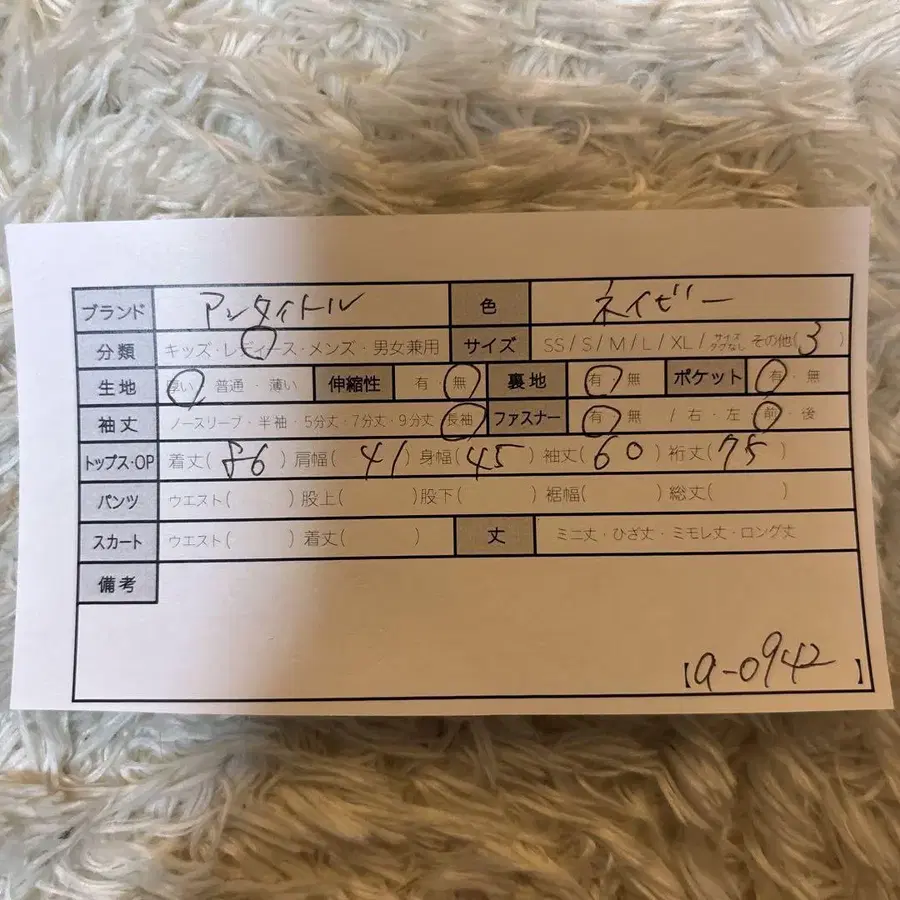 ブランド アンタイトル 色 ネイビー
分類 キッズ・レディース・メンズ・男女兼用 サイズ SS / S / M / L / XL / サイズタグなし その他(3)
生地 厚い・普通・薄い 伸縮性 有・無 裏地 有・無 ポケット 有・無
袖丈 ノースリーブ・半袖・5分丈・7分丈・9分丈・長袖 ファスナー 有・無 / 右・左・前・後
トップス・OP 着丈(86) 肩幅(41) 身幅(45) 袖丈(60) 裄丈(75)
パンツ ウエスト( ) 股上( ) 股下( ) 裾幅( ) 総丈( )
スカート ウエスト( ) 着丈( ) 丈 ミニ丈・ひざ丈・ミモレ丈・ロング丈
備考
【a-0942】